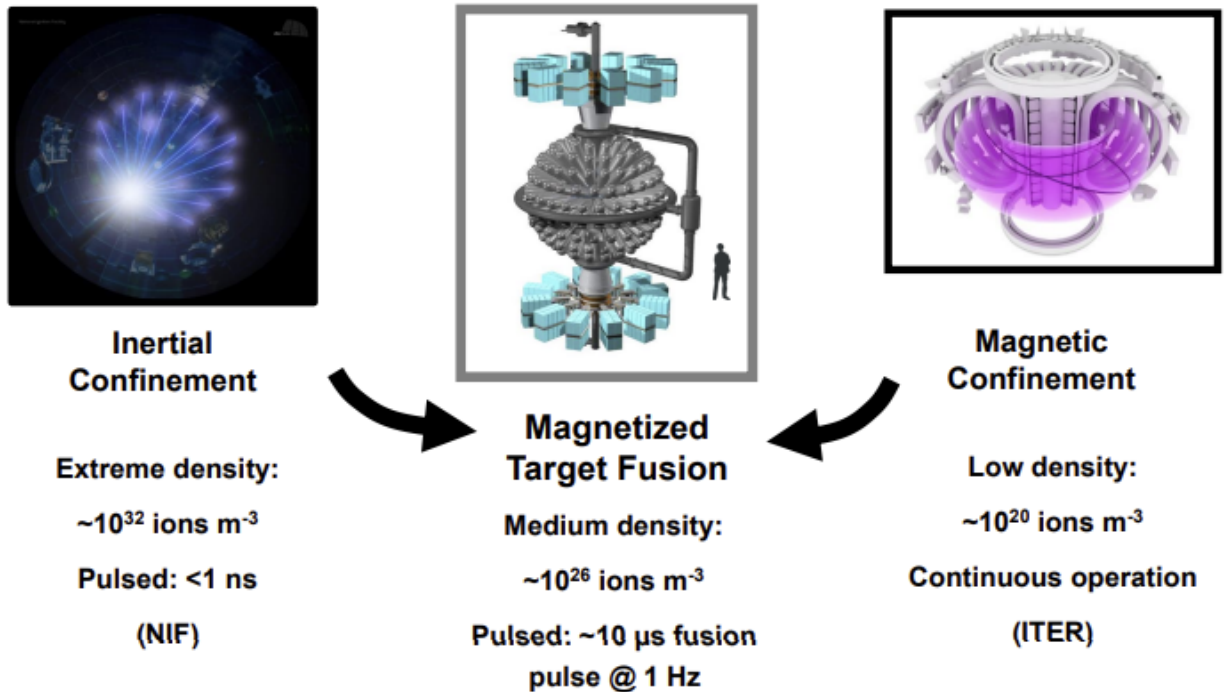 Inertial
Confinement
Extreme density:
~10³² ions m⁻³
Pulsed: <1 ns
(NIF)
Magnetized
Target Fusion
Medium density:
~10²⁶ ions m⁻³
Pulsed: ~10 µs fusion
pulse @ 1 Hz
Magnetic
Confinement
Low density:
~10²⁰ ions m⁻³
Continuous operation
(ITER)